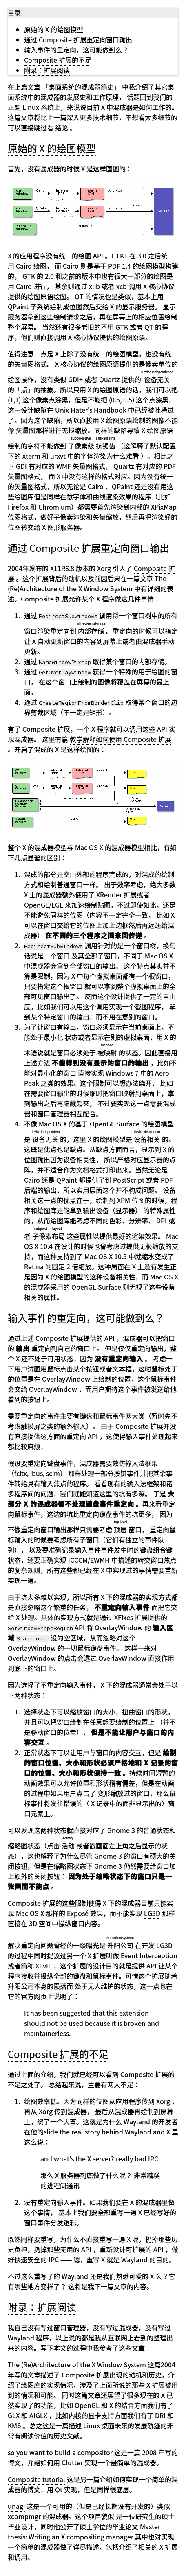 目录
原始的 X 的绘图模型
通过 Composite 扩展重定向窗口输出
输入事件的重定向，这可能做到么？
Composite 扩展的不足
附录：扩展阅读
在上篇文章 「桌面系统的混成器简史」 中我介绍了其它桌面系统中的混成器的发展史和工作原理， 话题回到我们的正题 Linux 系统上，来说说目前 X 中混成器是如何工作的。 这篇文章将比上一篇深入更多技术细节，不想看太多细节的可以直接跳过看 结论 。
原始的 X 的绘图模型
首先，没有混成器的时候 X 是这样画图的：
X 的应用程序没有统一的绘图 API 。GTK+ 在 3.0 之后统一用 Cairo 绘图， 而 Cairo 则是基于 PDF 1.4 的绘图模型构建的， GTK 的 2.0 和之前的版本中也有很大一部分的绘图是用 Cairo 进行， 其余则通过 xlib 或者 xcb 调用 X 核心协议提供的绘图原语绘图。 QT 的情况也是类似，基本上用 QPaint 子系统绘制成位图然后交给 X 的显示服务器。 显示服务器拿到这些绘制请求之后，再在屏幕上的相应位置绘制整个屏幕。 当然还有很多老旧的不用 GTK 或者 QT 的程序，他们则直接调用 X 核心协议提供的绘图原语。
值得注意一点是 X 上除了没有统一的绘图模型，也没有统一的矢量图格式。 X 核心协议的绘图原语提供的是像素单位的绘图操作，没有类似 GDI+ 或者 Quartz 提供的 设备无关 的「点」的抽象。所以只用 X 的绘图原语的话，我们可以把 (1,1) 这个像素点涂黑，但是不能把 (0.5, 0.5) 这个点涂黑，这一设计缺陷在 Unix Hater's Handbook 中已经被吐槽过了。因为这个缺陷，所以直接用 X 绘图原语绘制的图像不能像 矢量图那样进行无损缩放。同样的缺陷导致 X 绘图原语绘制的字符不能做到 子像素级 抗锯齿 （这解释了默认配置下的 xterm 和 urxvt 中的字体渲染为什么难看 ）。相比之下 GDI 有对应的 WMF 矢量图格式， Quartz 有对应的 PDF 矢量图格式， 而 X 中没有这样的格式对应。因为没有统一的矢量图格式，所以无论是 Cairo 、QPaint 还是没有用这些绘图库但是同样在意字体和曲线渲染效果的程序（比如 Firefox 和 Chromium）都需要首先渲染到内部的 XPixMap 位图格式，做好子像素渲染和矢量缩放，然后再把渲染好的位图转交给 X 图形服务器。
通过 Composite 扩展重定向窗口输出
2004年发布的 X11R6.8 版本的 Xorg 引入了 Composite 扩展 。这个扩展背后的动机以及前因后果在一篇文章 The (Re)Architecture of the X Window System 中有详细的表述。Composite 扩展允许某个 X 程序做这几件事情：
1. 通过 RedirectSubwindows 调用将一个窗口树中的所有窗口渲染重定向到 内部存储 。重定向的时候可以指定让 X 自动更新窗口的内容到屏幕上或者由混成器手动更新。
2. 通过 NameWindowPixmap 取得某个窗口的内部存储。
3. 通过 GetOverlayWindow 获得一个特殊的用于绘图的窗口， 在这个窗口上绘制的图像将覆盖在屏幕的最上面。
4. 通过 CreateRegionFromBorderClip 取得某个窗口的边界剪裁区域（不一定是矩形）。
有了 Composite 扩展，一个 X 程序就可以调用这些 API 实现混成器。 这里有篇 教学解释如何使用 Composite 扩展 。开启了混成的 X 是这样绘图的：
整个 X 的混成器模型与 Mac OS X 的混成器模型相比，有如下几点显著的区别：
1. 混成的部分是交由外部的程序完成的，对混成的绘制方式和绘制普通窗口一样。 出于效率考虑，绝大多数 X 上的混成器额外使用了 XRender 扩展或者 OpenGL 来加速绘制贴图。不过即使如此，还是不能避免同样的位图（内容不一定完全一致，比如 X 可以在窗口交给它的位图上加上边框然后再返还给混成器） 在不同的三个程序之间来回传递 。
2. RedirectSubwindows 调用针对的是一个窗口树，换句话说是一个窗口 及其全部子窗口，不同于 Mac OS X 中混成器会拿到全部窗口的输出。 这个特点其实并不算是限制，因为 X 中每个虚拟桌面都有一个根窗口，只要指定这个根窗口 就可以拿到整个虚拟桌面上的全部可见窗口输出了。 反而这个设计提供了一定的自由度，比如我们可以用这个调用实现一个截图程序， 拿到某个特定窗口的输出，而不用在意别的窗口。
3. 为了让窗口有输出，窗口必须显示在当前桌面上，不能处于最小化 状态或者显示在别的虚拟桌面，用 X 的术语说就是窗口必须处于 被映射 的状态。因此直接用上述方法 不能得到没有显示的窗口的输出 ，比如不能对最小化的窗口 直接实现 Windows 7 中的 Aero Peak 之类的效果。这个限制可以想办法绕开， 比如在需要窗口输出的时候临时把窗口映射到桌面上，拿到输出之后再隐藏起来， 不过要实现这一点需要混成器和窗口管理器相互配合。
4. 不像 Mac OS X 的基于 OpenGL Surface 的绘图模型是 设备无关 的，这里 X 的绘图模型是 设备相关 的。 这既是优点也是缺点。从缺点方面而言，显示到 X 的位图输出因为设备相关性， 所以严格对应显示器的点阵，并不适合作为文档格式打印出来。当然无论是 Cairo 还是 QPaint 都提供了到 PostScript 或者 PDF 后端的输出，所以实用层面这个并不构成问题。 设备相关这一点的优点在于，绘制到 XPM 位图的时候，程序和绘图库是能拿到输出设备（显示器） 的特殊属性的，从而绘图库能考虑不同的色彩、分辨率、 DPI 或者 子像素布局 这些属性以提供最好的渲染效果。 Mac OS X 10.4 在设计的时候也曾考虑过提供无极缩放的支持，而这种支持到了 Mac OS X 10.5 中就缩水变成了 Retina 的固定 2 倍缩放。这种局面在 X 上没有发生正是因为 X 的绘图模型的这种设备相关性，而 Mac OS X 的混成器采用的 OpenGL Surface 则无视了这些设备相关的属性。
输入事件的重定向，这可能做到么？
通过上述 Composite 扩展提供的 API ，混成器可以把窗口的 输出 重定向到自己的窗口上。 但是仅仅重定向输出，整个 X 还不处于可用状态，因为 没有重定向输入 。 考虑一下用户试图用鼠标点击某个按钮或者文本框，这时鼠标处于的位置是在 OverlayWindow 上绘制的位置，这个鼠标事件会交给 OverlayWindow ，而用户期待这个事件被发送给他看到的按钮上。
需要重定向的事件主要有键盘和鼠标事件两大类（暂时先不考虑触摸屏之类的额外输入）。 由于 Composite 扩展并没有直接提供这方面的重定向 API ，这使得输入事件处理起来都比较麻烦，
假设要重定向键盘事件，混成器需要效仿输入法框架（fcitx, ibus, scim） 那样处理一部分按键事件并把其余事件转给具有输入焦点的程序。 看看现有的输入法框架和诸多程序间的问题，我们就能知道这里的坑有多深。 于是 大部分 X 的混成器都不处理键盘事件重定向 。再来看重定向鼠标事件，这边的坑比重定向键盘事件的坑更多， 因为不像重定向窗口输出那样只需要考虑 顶层 窗口， 重定向鼠标输入的时候要考虑所有子窗口（它们有独立的事件队列）， 以及要准确记录输入事件事件发生时的键盘组合键状态，还要正确实现 ICCCM/EWMH 中描述的转交窗口焦点的复杂规则，所有这些都已经在 X 中实现过的事情需要重新实现一遍。
由于坑太多难以实现，所以所有 X 下的混成器的实现方式都是直接忽略这个繁重的任务， 不重定向输入事件 而把它交给 X 处理。具体的实现方式就是通过 XFixes 扩展提供的 SetWindowShapeRegion API 将 OverlayWindow 的 输入区域 ShapeInput 设为空区域，从而忽略对这个 OverlayWindow 的一切鼠标键盘事件。 这样一来对 OverlayWindow 的点击会透过 OverlayWindow 直接作用到底下的窗口上。
因为选择了不重定向输入事件， X 下的混成器通常会处于以下两种状态：
1. 选择状态下可以缩放窗口的大小，扭曲窗口的形状，并且可以把窗口绘制在任意想要绘制的位置上 （并不是移动窗口的位置）， 但是不能让用户与窗口的内容交互 。
2. 正常状态下可以让用户与窗口的内容交互，但是 绘制的窗口位置、大小和形状必须严格地和 X 记录的窗口的位置、大小和形状保持一致 。持续时间短暂的动画效果可以允许位置和形状稍有偏差，但是在动画的过程中如果用户点击了 变形缩放过的窗口，那么鼠标事件将发往错误的（ X 记录中的而非显示出的）窗口元素上。
可以发现这两种状态就直接对应了 Gnome 3 的普通状态和缩略图状态（点击 活动 或者戳画面左上角之后显示的状态），这也解释了为什么尽管 Gnome 3 的窗口有硕大的关闭按钮，但是在缩略图状态下 Gnome 3 仍然需要给窗口加上额外的关闭按钮： 因为处于缩略状态下的窗口只是一张画而不能点 。
Composite 扩展的这些限制使得 X 下的混成器目前只能实现 Mac OS X 那样的 Exposé 效果，而不能实现 LG3D 那样直接在 3D 空间中操纵窗口内容。
解决重定向问题曾经的一缕曙光是 升阳公司 在开发 LG3D 的过程中同时提议过另一个 X 扩展叫做 Event Interception 或者简称 XEvIE ，这个扩展的设计目的就是提供 API 让某个程序接收并操纵全部的键盘和鼠标事件。可惜这个扩展随着升阳公司本身的陨落而 处于无人维护的状态，这一点也在它的官方网页上说明了：
It has been suggested that this extension should not be used because it is broken and maintainerless.
Composite 扩展的不足
通过上面的介绍，我们就已经可以看到 Composite 扩展的不足之处了。 总结起来说，主要有两大不足：
1. 绘图效率低。因为同样的位图从应用程序传到 Xorg ，再从 Xorg 传到混成器， 最后从混成器再绘制到屏幕上，绕了一个大弯。这就是为什么 Wayland 的开发者在他的slide the real story behind Wayland and X 里这么说：
and what's the X server? really bad IPC
那么 X 服务器到底做了什么呢？ 非常糟糕的进程间通讯
2. 没有重定向输入事件。如果我们要在 X 的混成器里做这个事情， 基本上我们要全部重写一遍 X 已经写好的窗口事件分发逻辑。
既然同样要重写，为什么不直接重写一遍 X 呢，扔掉那些历史负担，扔掉那些无用的 API ，重新设计可扩展的 API ，做好快速安全的 IPC —— 嗯，重写 X 就是 Wayland 的目的。
不过这么重写了的 Wayland 还是我们熟悉可爱的 X 么？它有哪些地方变样了？ 这将是我下一篇文章的内容。
附录：扩展阅读
我自己没有写过窗口管理器，没有写过混成器，没有写过 Wayland 程序，以上说的都是我从互联网上看到的整理出来的内容。写下本文的过程中我参考了这些文章：
The (Re)Architecture of the X Window System 这篇2004年写的文章描述了 Composite 扩展出现的动机和历史，介绍了绘图库的实现情况，涉及了上面所说的那些 X 扩展被用到的情况和可能。 同时这篇文章还展望了很多现在的 X 已然实现了的功能，比如 OpenGL 和 X 的结合方面我们有了 GLX 和 AIGLX ，比如内核的显卡支持方面我们有了 DRI 和 KMS 。总之这是一篇描述 Linux 桌面未来的发展轨迹的非常有阅读价值的历史文献。
so you want to build a compositor 这是一篇 2008 年写的博文，介绍如何用 Clutter 实现一个最简单的混成器。
Composite tutorial 这是另一篇介绍如何实现一个简单的混成器的博文，用 Qt 实现，但是同样很底层。
unagi 这是一个可用的（但是已经长期没有开发的）类似 xcompmgr 的混成器。这个项目貌似 是一位研究生的硕士毕业设计，同时他公开了硕士学位的毕业论文 Master thesis: Writing an X compositing manager 其中也对实现一个简单的混成器做了详尽描述，包括介绍了相关的 X 扩展和调用。